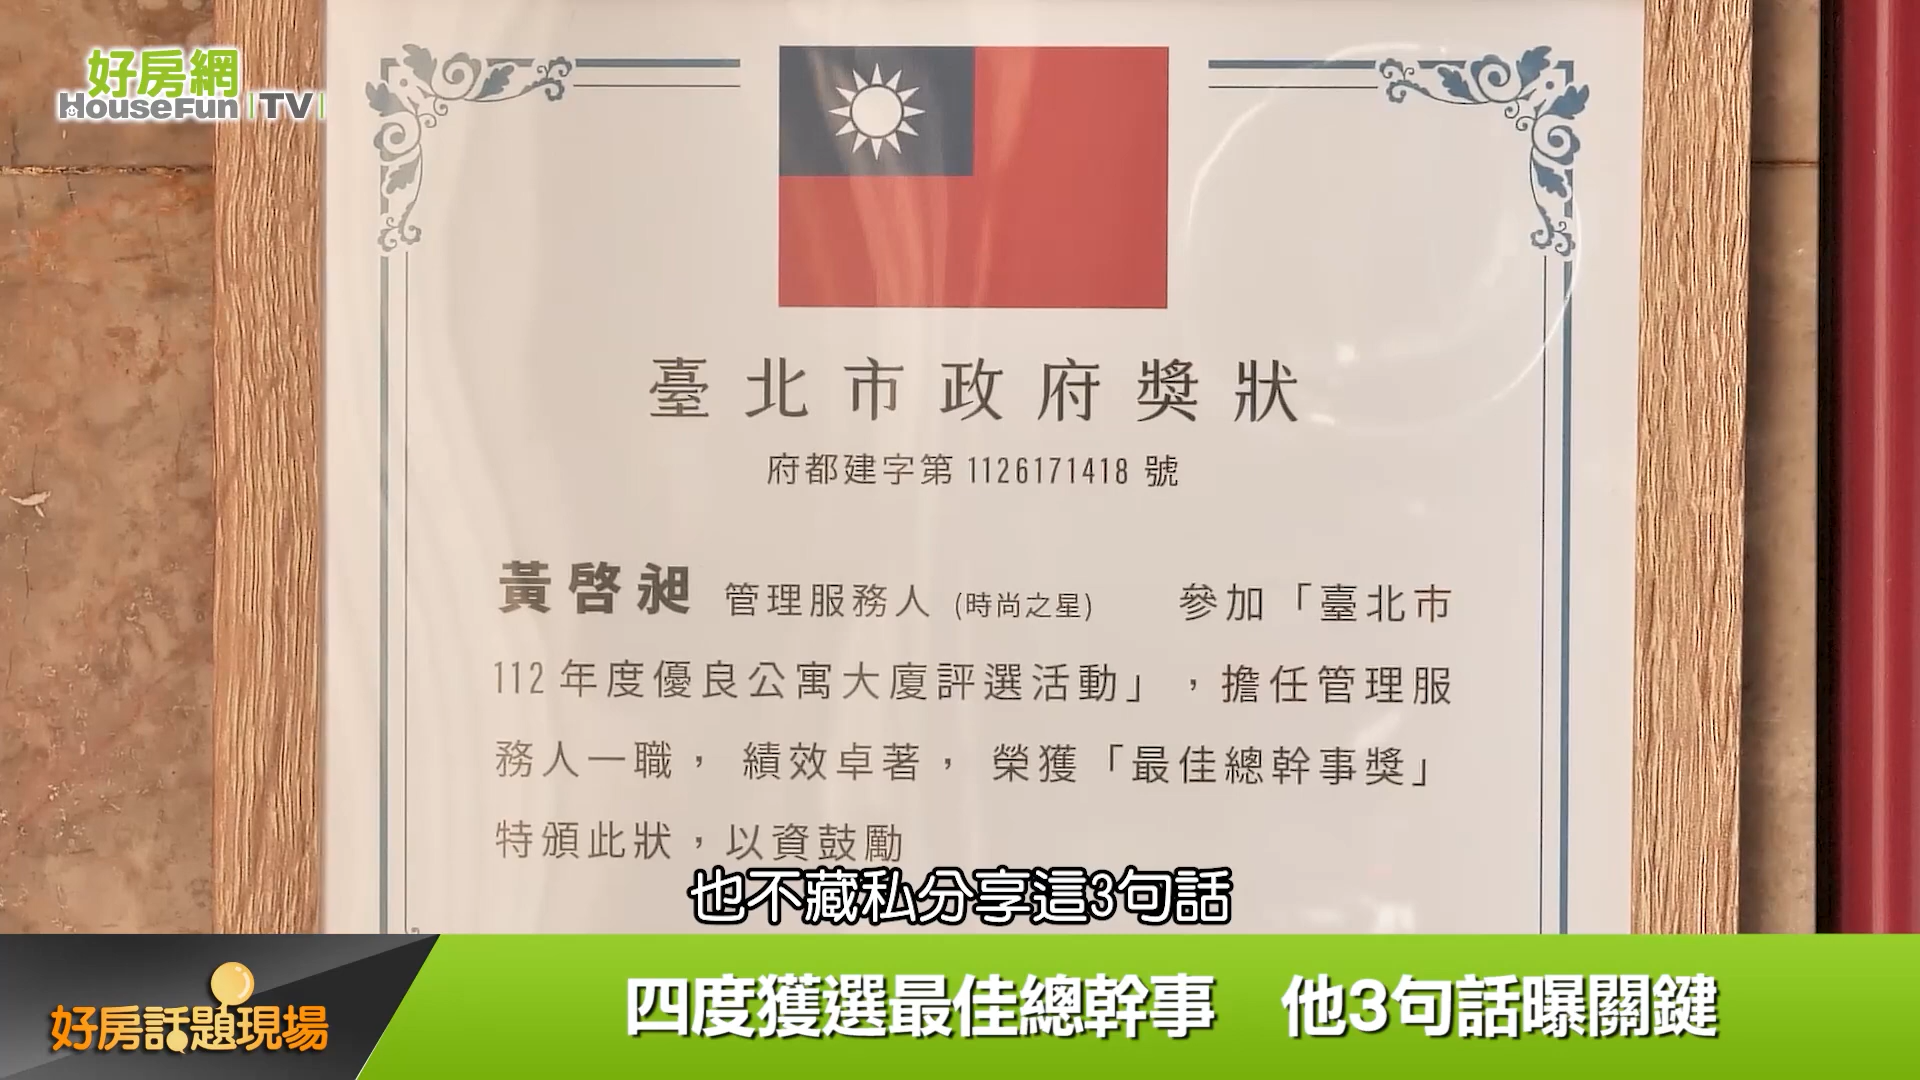 好房網
HouseFun TV
臺北市政府獎狀
府都建字第 1126171418 號
黃啓昶 管理服務人 (時尚之星) 參加「臺北市
112 年度優良公寓大廈評選活動」，擔任管理服
務人一職， 績效卓著， 榮獲「最佳總幹事獎」
特頒此狀，以資鼓勵
也不藏私分享這3句話
好房話題現場
四度獲選最佳總幹事 他3句話曝關鍵